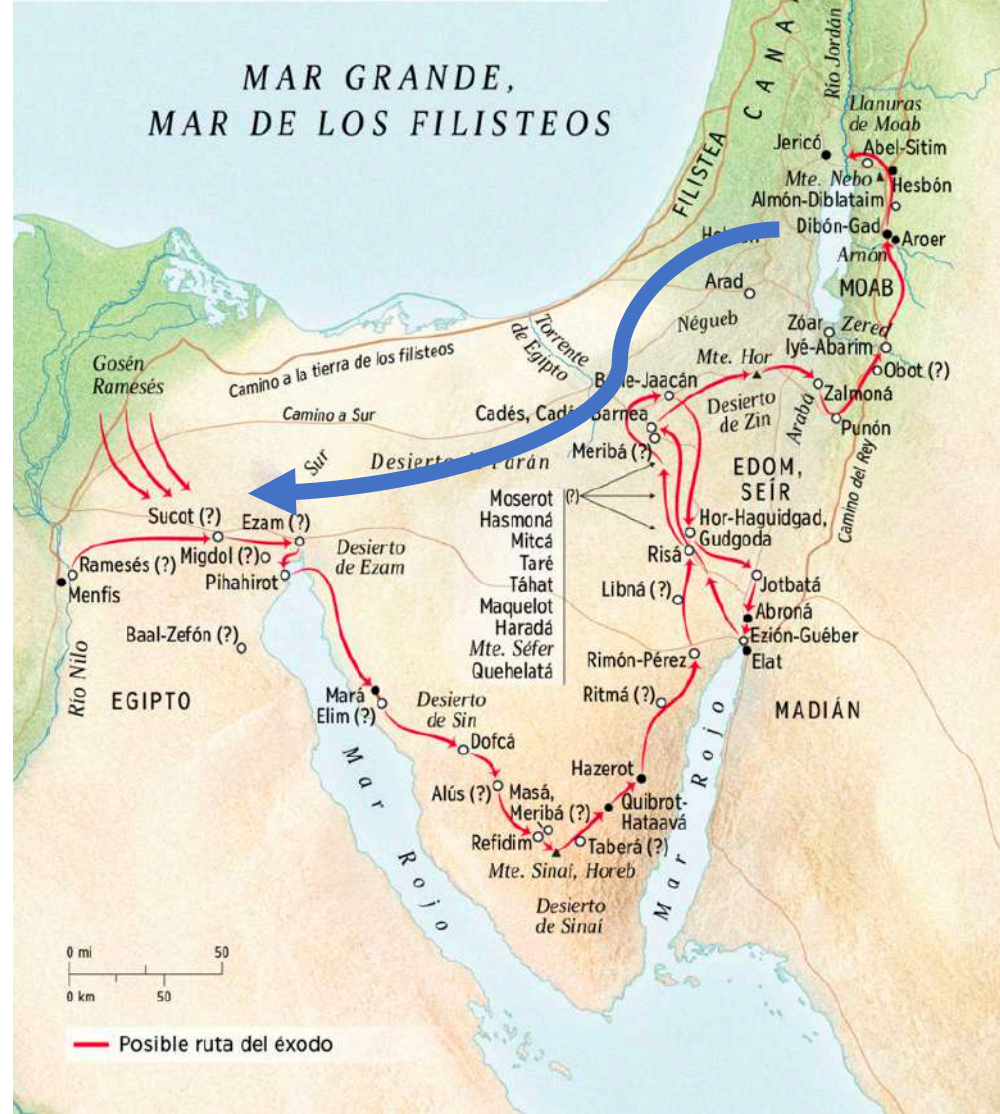 MAR GRANDE,
MAR DE LOS FILISTEOS
CANA
Río Jordán
Llanuras
de Moab
Jericó
Abel-Sitim
FILISTEA
Mte. Nebo
Hesbón
Almón-Diblataim
Dibón-Gad
Aroer
Arnón
Arad
MOAB
Négueb
Zóar
Zered
Iyé-Abarim
Torrente
de Egipto
Gosén
Ramesés
Camino a la tierra de los filisteos
Mte. Hor
Obot (?)
Zalmoná
Camino a Sur
Cadés,
Barnea
Desierto
de Zin
Arabá
Punón
Meribá (?)
Sur
Desierto
EDOM,
SEÍR
Camino del Rey
Moserot
(?)
Hasmoná
Mitcá
Taré
Táhat
Maquelot
Haradá
Mte. Séfer
Quehelatá
Sucot (?)
Ezam (?)
Hor-Haguidgad,
Gudgoda
Migdol (?)
Desierto
de Ezam
Risá
Ramesés (?)
Pihahirot
Jotbatá
Menfis
Libná (?)
Abroná
Baal-Zefón (?)
Ezión-Guéber
Elat
Rimón-Pérez
Río Nilo
EGIPTO
Mará
Elim (?)
Desierto
de Sin
Ritmá (?)
MADIÁN
Dofcá
Mar Rojo
Hazerot
Alús (?)
Masá,
Meribá (?)
Quibrot-
Hataavá
Refidim
Taberá (?)
Mte. Sinaí, Horeb
Mar Rojo
Desierto
de Sinaí
0 mi 50
0 km 50
Posible ruta del éxodo